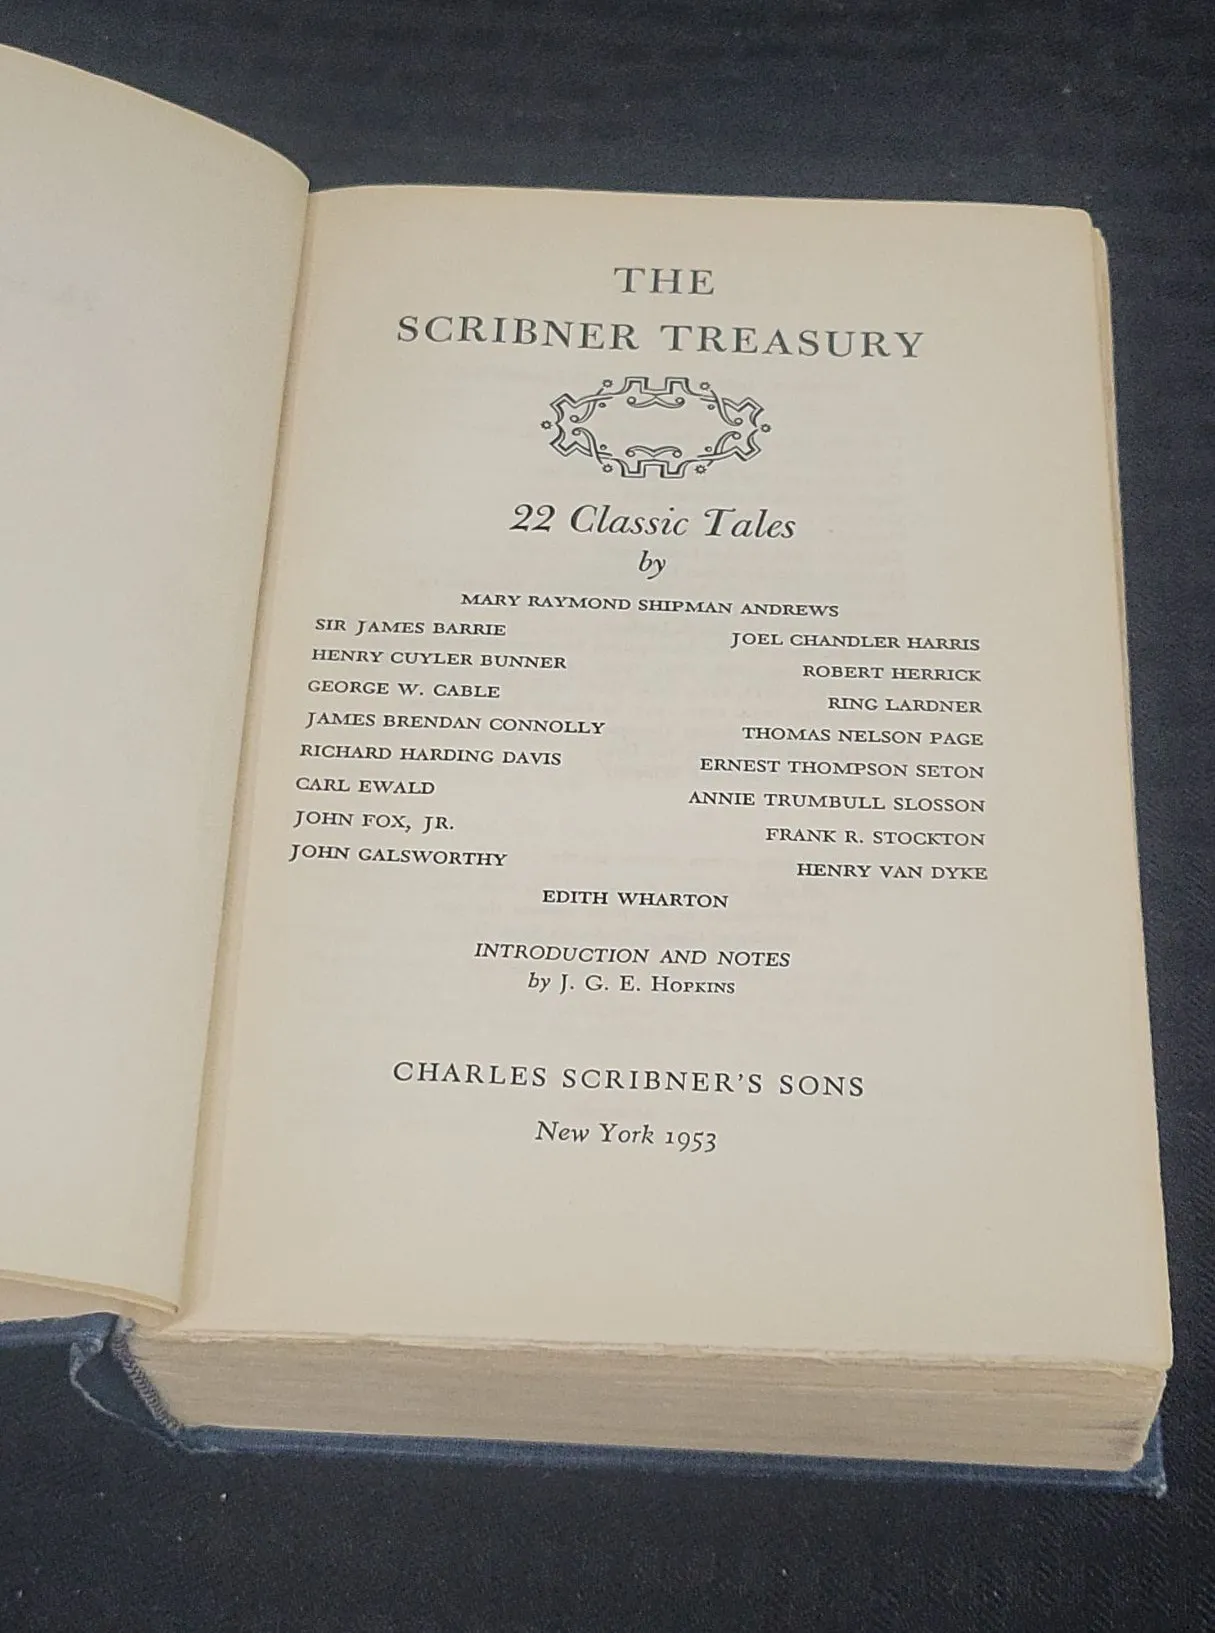 THE
SCRIBNER TREASURY
22 Classic Tales
by
MARY RAYMOND SHIPMAN ANDREWS
SIR JAMES BARRIE
HENRY CUYLER BUNNER
GEORGE W. CABLE
JAMES BRENDAN CONNOLLY
RICHARD HARDING DAVIS
CARL EWALD
JOHN FOX, JR.
JOHN GALSWORTHY
JOEL CHANDLER HARRIS
ROBERT HERRICK
RING LARDNER
THOMAS NELSON PAGE
ERNEST THOMPSON SETON
ANNIE TRUMBULL SLOSSON
FRANK R. STOCKTON
HENRY VAN DYKE
EDITH WHARTON
INTRODUCTION AND NOTES
by J. G. E. HOPKINS
CHARLES SCRIBNER'S SONS
New York 1953